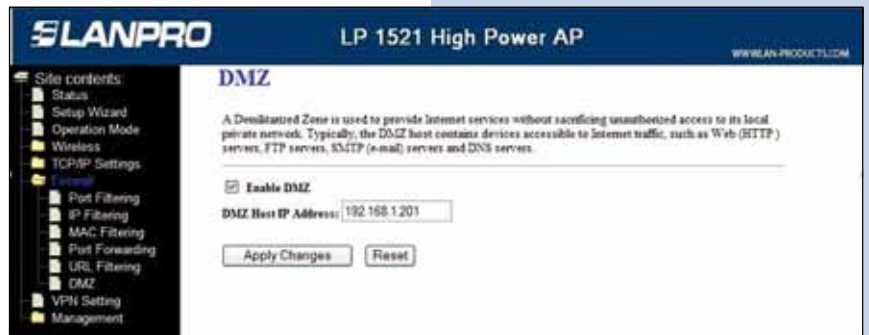 LANPRO
LP 1521 High Power AP
WWW.LAN-PRODUCTS.COM
Site contents:
Status
Setup Wizard
Operation Mode
Wireless
TCP/IP Settings
Firewall
Port Filtering
IP Filtering
MAC Filtering
Port Forwarding
URL Filtering
DMZ
VPN Setting
Management
DMZ
A Demilitarized Zone is used to provide Internet services without sacrificing unauthorized access to its local
private network. Typically, the DMZ host contains devices accessible to Internet traffic, such as Web (HTTP )
servers, FTP servers, SMTP (e-mail) servers and DNS servers.
Enable DMZ
DMZ Host IP Address: 192.168.1.201
Apply Changes Reset